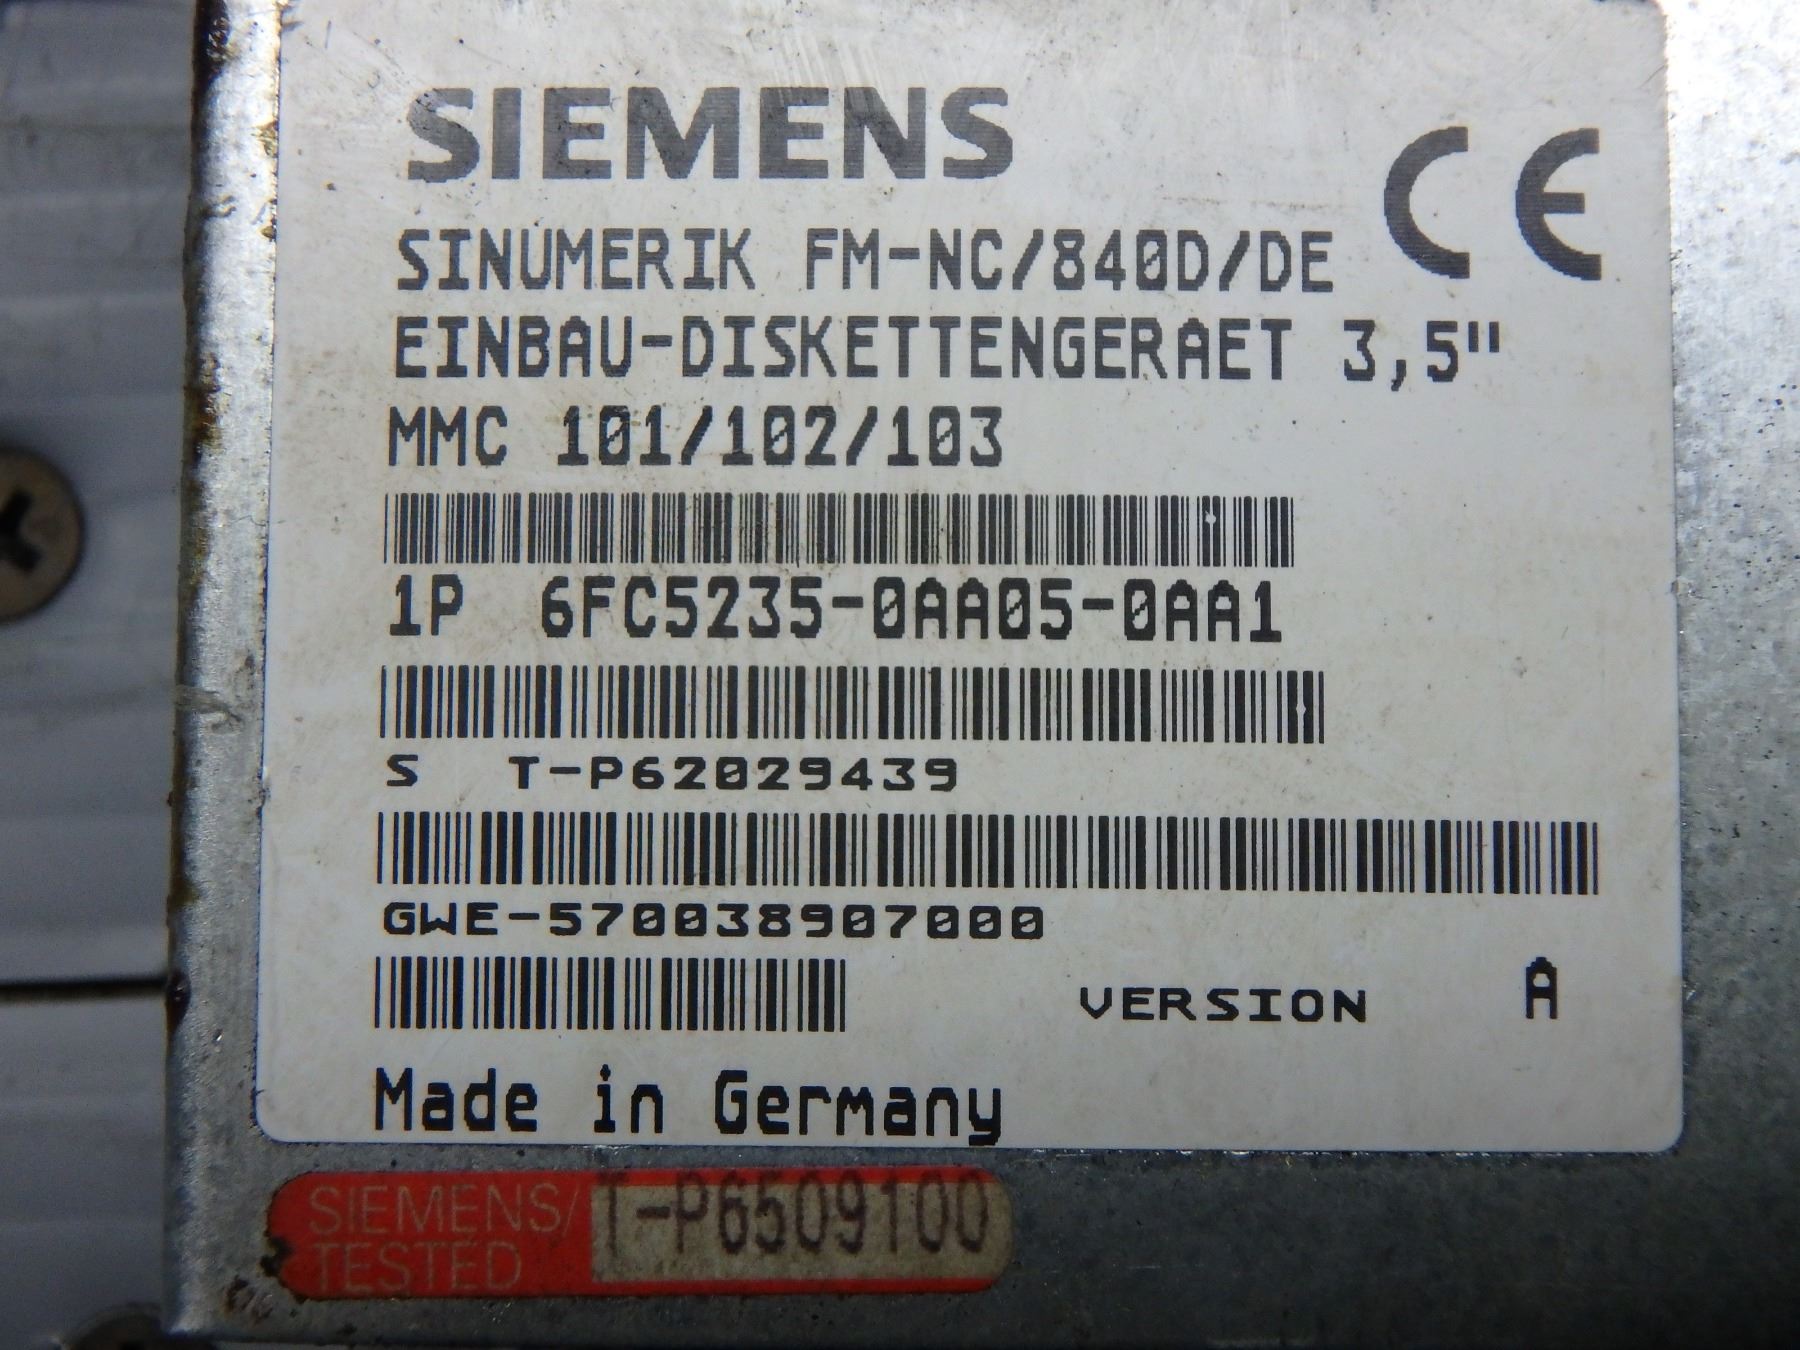 SIEMENS
CE
SINUMERIK FM-NC/840D/DE
EINBAU-DISKETTENGERAET 3,5"
MMC 101/102/103
1P 6FC5235-0AA05-0AA1
S T-P62029439
GWE-570038907000
VERSION A
Made in Germany
SIEMENS/ T-P6509100
TESTED